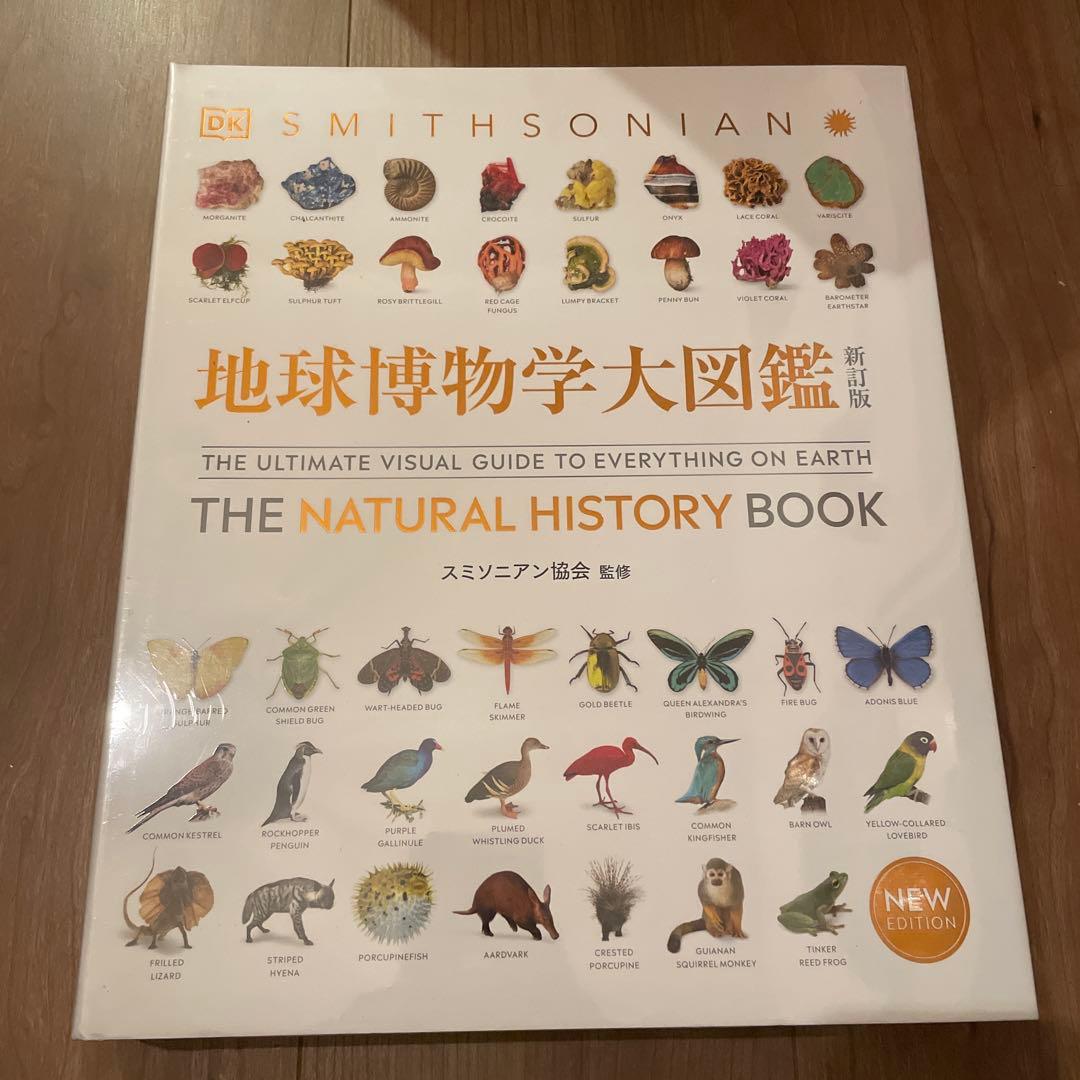 DK SMITHSONIAN
MORGANITE CHALCANTHITE AMMONITE CROCOITE SULFUR ONYX LACE CORAL VARISCITE
SCARLET ELFCUP SULPHUR TUFT ROSY BRITTLEGILL RED CAGE FUNGUS LUMPY BRACKET PENNY BUN VIOLET CORAL BAROMETER EARTHSTAR
地球博物学大図鑑 新訂版
THE ULTIMATE VISUAL GUIDE TO EVERYTHING ON EARTH
THE NATURAL HISTORY BOOK
スミソニアン協会 監修
ORANGE-BARRED SULPHUR COMMON GREEN SHIELD BUG WART-HEADED BUG FLAME SKIMMER GOLD BEETLE QUEEN ALEXANDRA'S BIRDWING FIRE BUG ADONIS BLUE
COMMON KESTREL ROCKHOPPER PENGUIN PURPLE GALLINULE PLUMED WHISTLING DUCK SCARLET IBIS COMMON KINGFISHER BARN OWL YELLOW-COLLARED LOVEBIRD
FRILLED LIZARD STRIPED HYENA PORCUPINEFISH AARDVARK CRESTED PORCUPINE GUIANAN SQUIRREL MONKEY TINKER REED FROG
NEW
EDITION